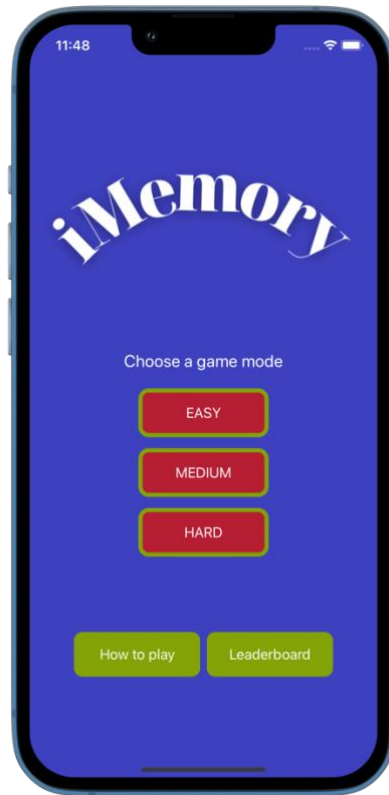 11:48
iMemory
Choose a game mode
EASY
MEDIUM
HARD
How to play Leaderboard